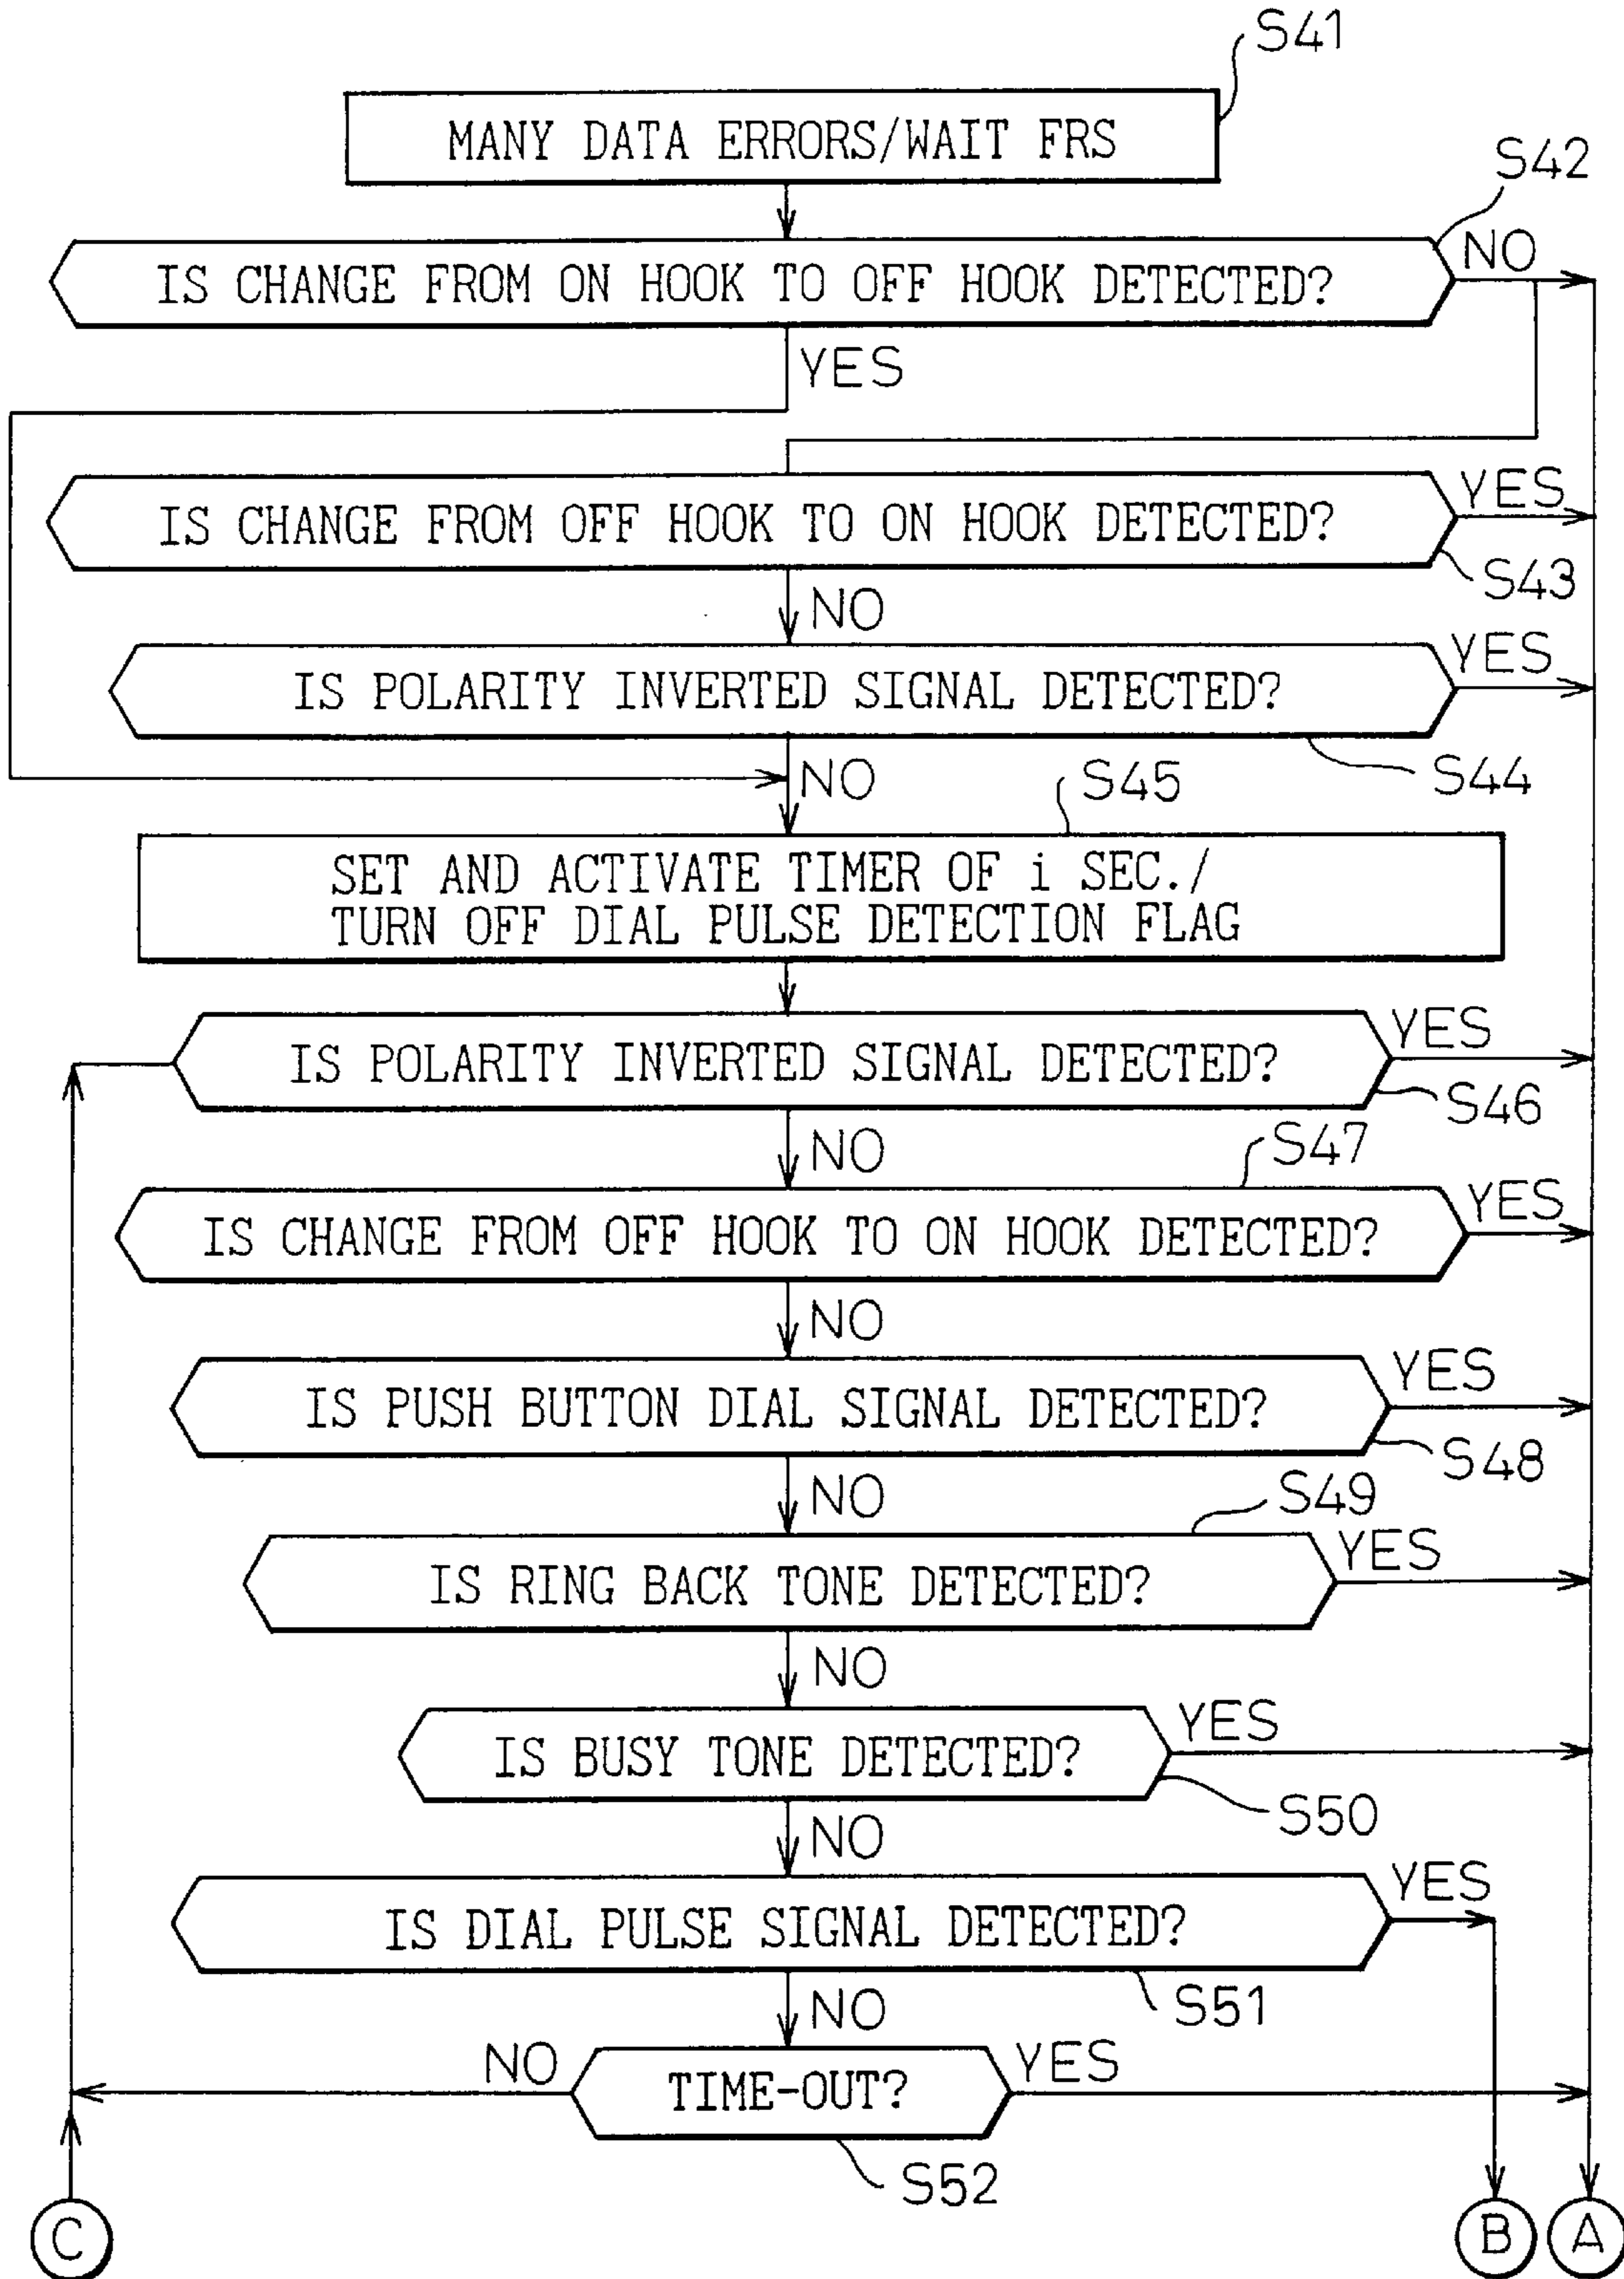 S41
MANY DATA ERRORS/WAIT FRS
S42
IS CHANGE FROM ON HOOK TO OFF HOOK DETECTED?
NO
YES
IS CHANGE FROM OFF HOOK TO ON HOOK DETECTED?
YES
S43
NO
IS POLARITY INVERTED SIGNAL DETECTED?
YES
S44
NO
S45
SET AND ACTIVATE TIMER OF i SEC./
TURN OFF DIAL PULSE DETECTION FLAG
IS POLARITY INVERTED SIGNAL DETECTED?
YES
S46
NO
S47
IS CHANGE FROM OFF HOOK TO ON HOOK DETECTED?
YES
NO
IS PUSH BUTTON DIAL SIGNAL DETECTED?
YES
S48
NO
S49
IS RING BACK TONE DETECTED?
YES
NO
IS BUSY TONE DETECTED?
YES
S50
NO
IS DIAL PULSE SIGNAL DETECTED?
YES
S51
NO
NO
TIME-OUT?
YES
S52
C
B
A